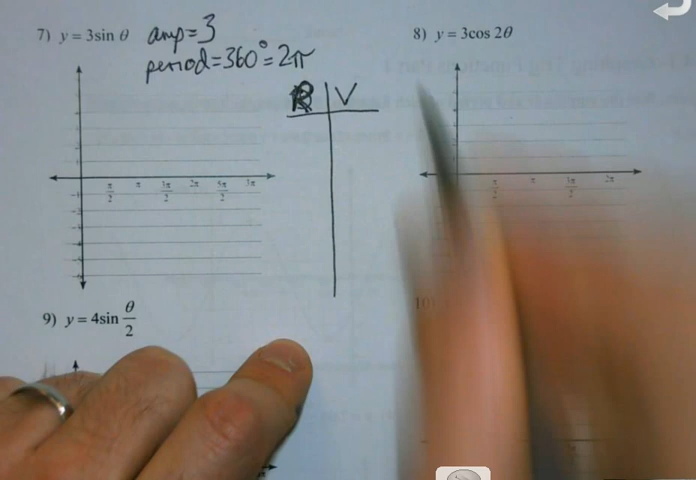 7) y = 3sin θ
amp=3
period=360°=2π
V
π/2 π 3π/2 2π 5π/2 3π
8) y = 3cos 2θ
π/2 π 3π/2 2π
9) y = 4sin θ/2
10)